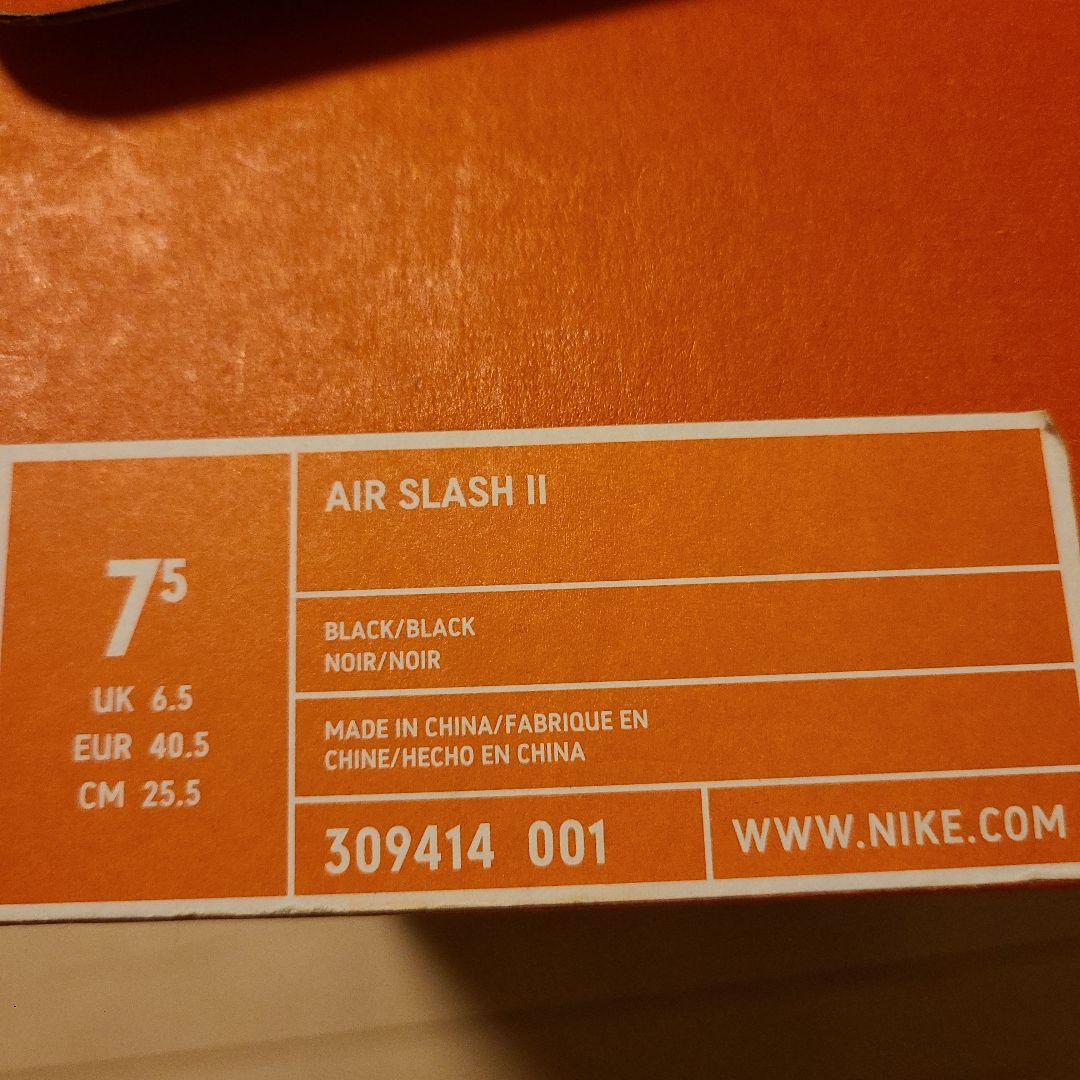 7⁵
UK 6.5
EUR 40.5
CM 25.5
AIR SLASH II
BLACK/BLACK
NOIR/NOIR
MADE IN CHINA/FABRIQUE EN
CHINE/HECHO EN CHINA
309414 001
WWW.NIKE.COM